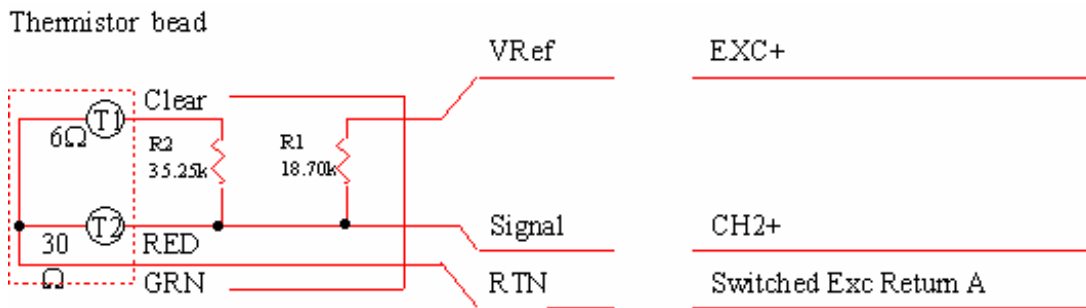 Thermistor bead
VRef EXC+
Clear
T1
6Ω R2 R1
35.25k 18.70k
T2 Signal CH2+
30 RED
Ω GRN RTN Switched Exc Return A